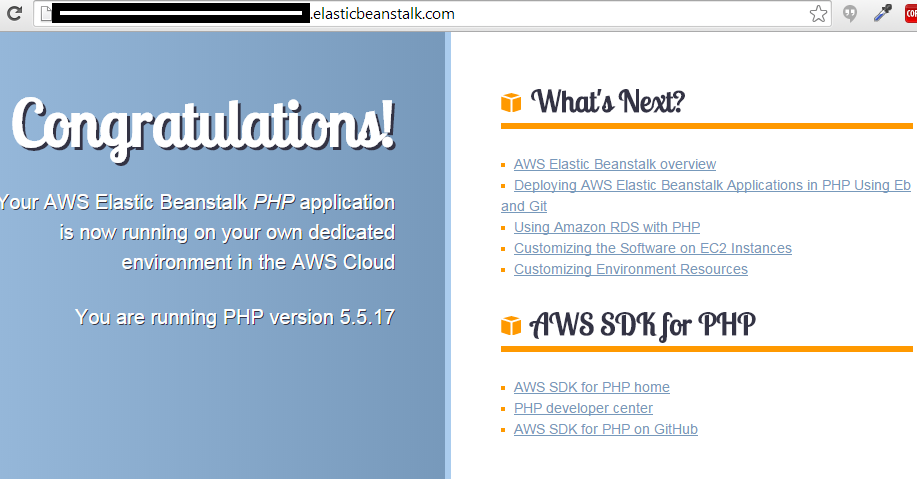 .elasticbeanstalk.com
Congratulations!
Your AWS Elastic Beanstalk PHP application
is now running on your own dedicated
environment in the AWS Cloud
You are running PHP version 5.5.17
What's Next?
AWS Elastic Beanstalk overview
Deploying AWS Elastic Beanstalk Applications in PHP Using Eb
and Git
Using Amazon RDS with PHP
Customizing the Software on EC2 Instances
Customizing Environment Resources
AWS SDK for PHP
AWS SDK for PHP home
PHP developer center
AWS SDK for PHP on GitHub